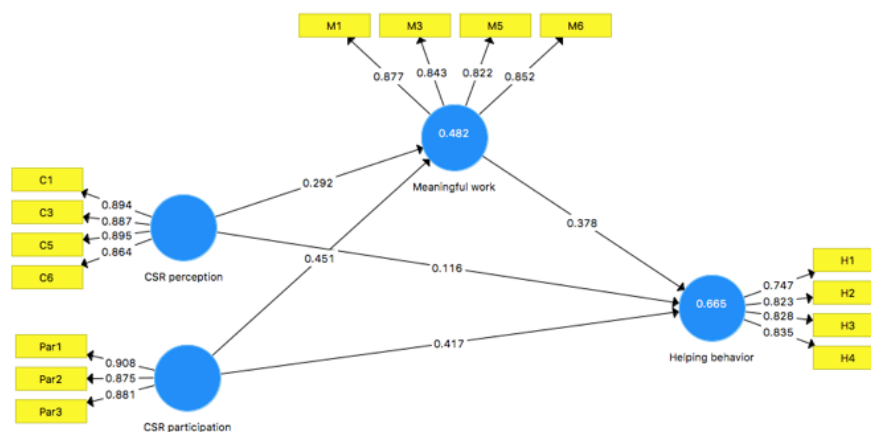 M1 M3 M5 M6
0.877 0.843 0.822 0.852
0.482
Meaningful work
C1
C3
C5
C6
0.894
0.887
0.895
0.864
CSR perception
0.292
0.451
0.116
0.378
0.417
Par1
Par2
Par3
0.908
0.875
0.881
CSR participation
0.665
Helping behavior
0.747
0.823
0.828
0.835
H1
H2
H3
H4